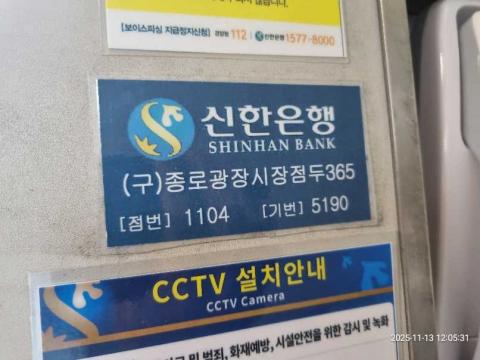 [보이스피싱 지급정지신청] 경찰청 112 | 신한은행 1577-8000
신한은행
SHINHAN BANK
(구)종로광장시장점두365
[점번] 1104 [기번] 5190
CCTV 설치안내
CCTV Camera
및 범죄, 화재예방, 시설안전을 위한 감시 및 녹화
2025-11-13 12:05:31